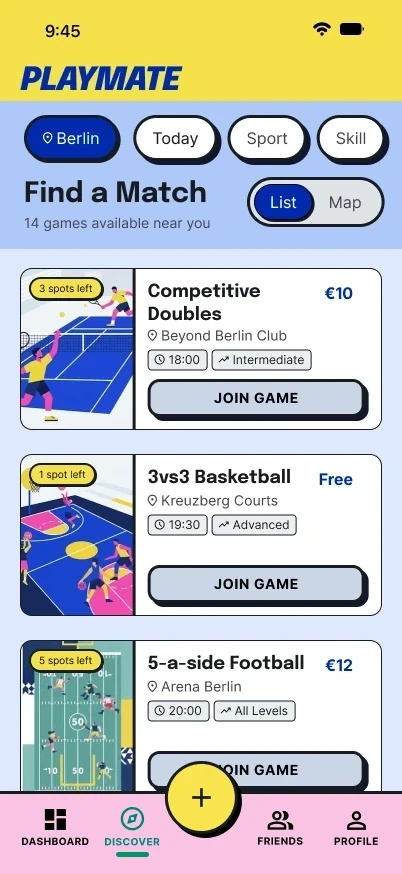 9:45
PLAYMATE
Berlin Today Sport Skill
Find a Match
List Map
14 games available near you
3 spots left
Competitive Doubles
€10
Beyond Berlin Club
18:00 Intermediate
JOIN GAME
1 spot left
3vs3 Basketball
Free
Kreuzberg Courts
19:30 Advanced
JOIN GAME
5 spots left
5-a-side Football
€12
Arena Berlin
20:00 All Levels
50
JOIN GAME
50
DASHBOARD DISCOVER FRIENDS PROFILE